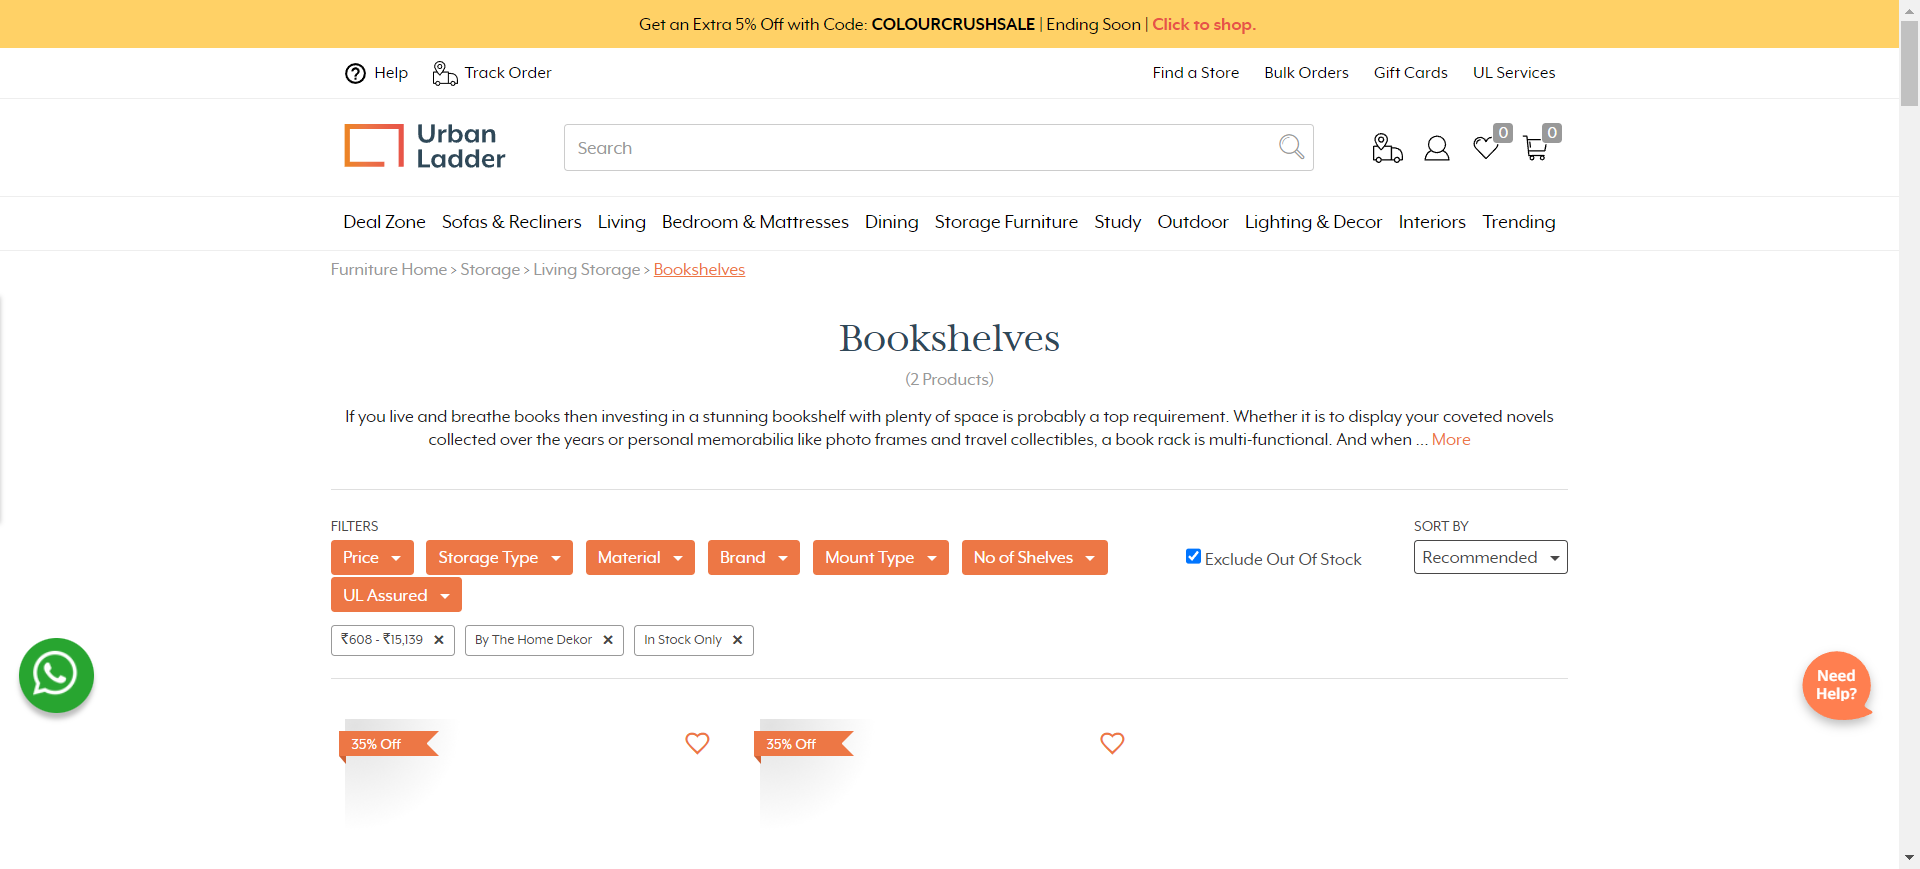 Get an Extra 5% Off with Code: COLOURCRUSHSALE | Ending Soon | Click to shop.
Help
Track Order
Find a Store
Bulk Orders
Gift Cards
UL Services
Urban
Ladder
Search
0
0
Deal Zone
Sofas & Recliners
Living
Bedroom & Mattresses
Dining
Storage Furniture
Study
Outdoor
Lighting & Decor
Interiors
Trending
Furniture Home > Storage > Living Storage > Bookshelves
Bookshelves
(2 Products)
If you live and breathe books then investing in a stunning bookshelf with plenty of space is probably a top requirement. Whether it is to display your coveted novels
collected over the years or personal memorabilia like photo frames and travel collectibles, a book rack is multi-functional. And when ... More
FILTERS
SORT BY
Price
Storage Type
Material
Brand
Mount Type
No of Shelves
Exclude Out Of Stock
Recommended
UL Assured
₹608 - ₹15,139
By The Home Dekor
In Stock Only
Need
Help?
35% Off
35% Off